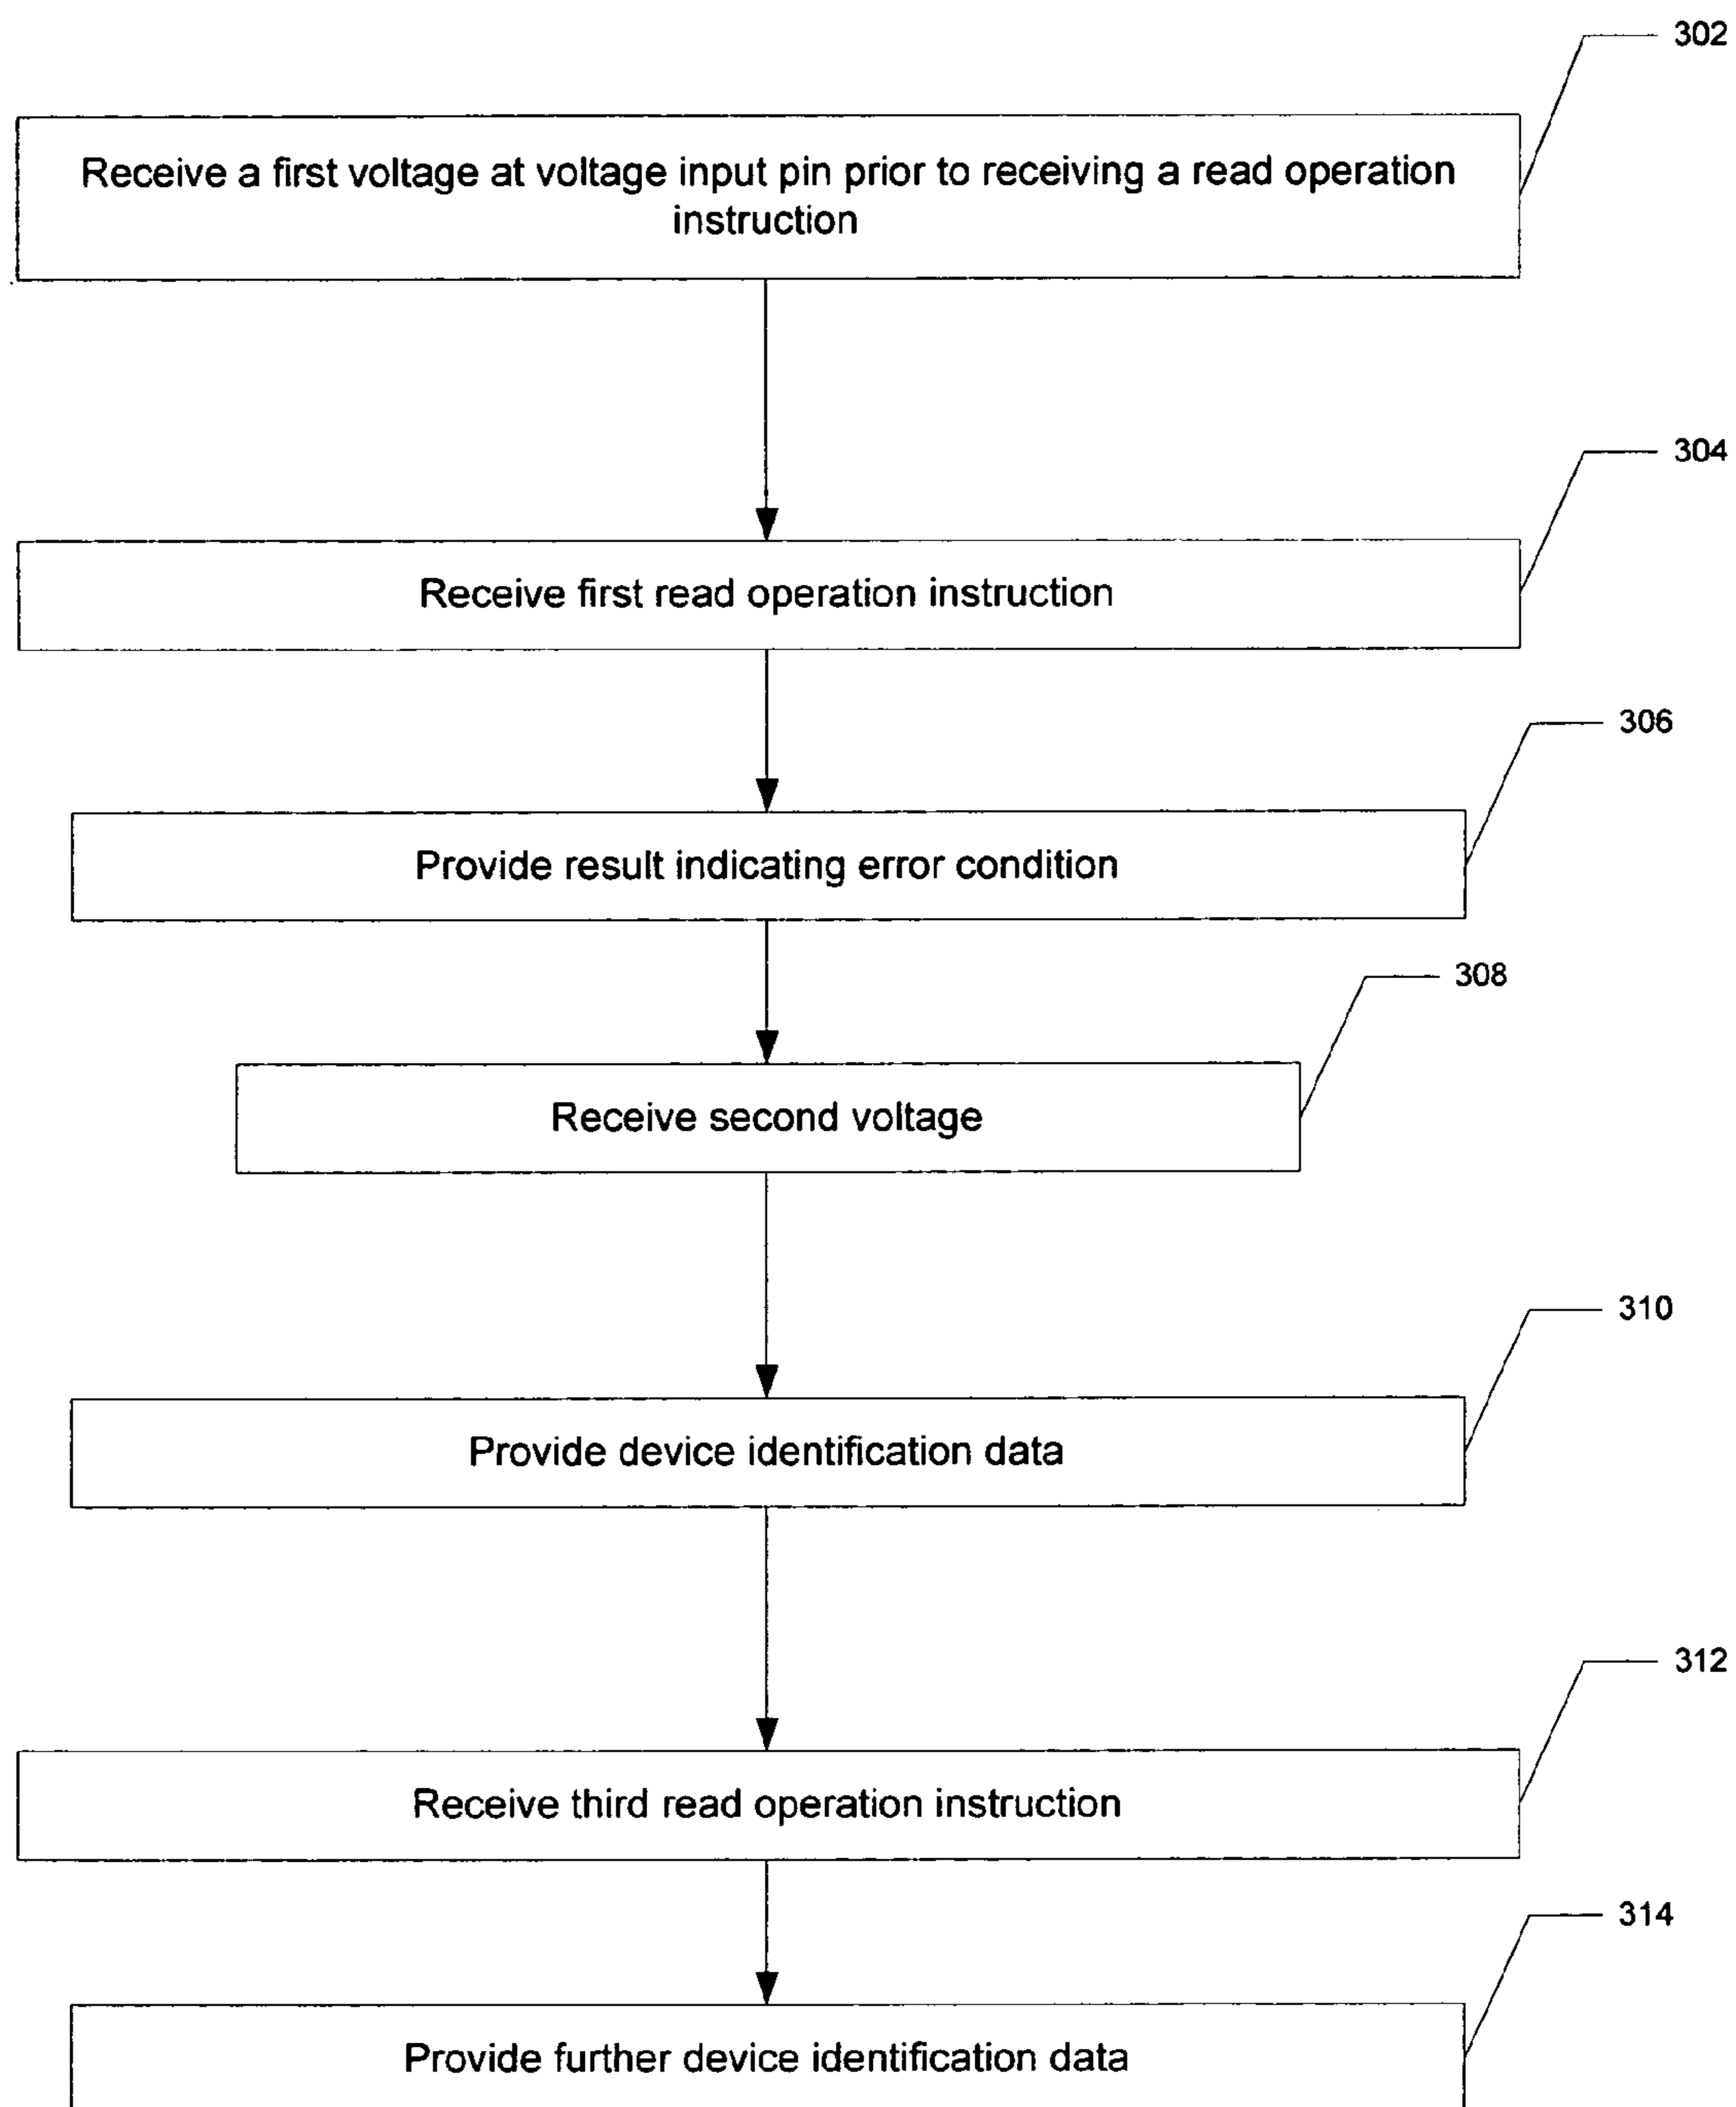 302
Receive a first voltage at voltage input pin prior to receiving a read operation
instruction
304
Receive first read operation instruction
306
Provide result indicating error condition
308
Receive second voltage
310
Provide device identification data
312
Receive third read operation instruction
314
Provide further device identification data